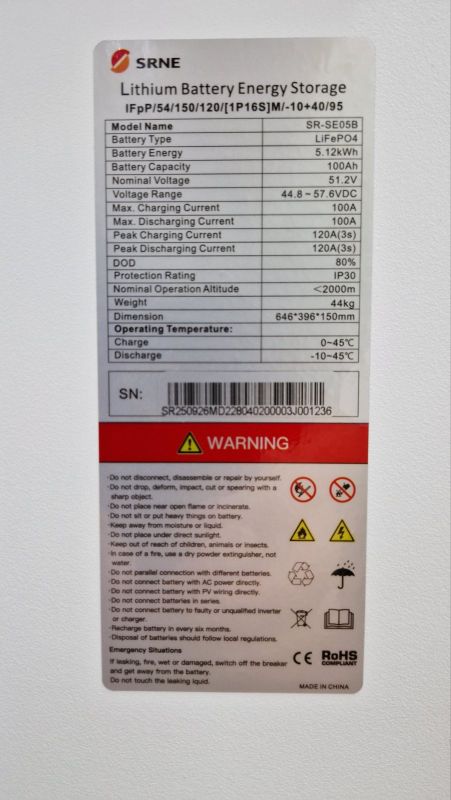 SRNE
Lithium Battery Energy Storage
IFpP/54/150/120/[1P16S]M/-10+40/95
Model Name SR-SE05B
Battery Type LiFePO4
Battery Energy 5.12kWh
Battery Capacity 100Ah
Nominal Voltage 51.2V
Voltage Range 44.8~57.6VDC
Max. Charging Current 100A
Max. Discharging Current 100A
Peak Charging Current 120A(3s)
Peak Discharging Current 120A(3s)
DOD 80%
Protection Rating IP30
Nominal Operation Altitude <2000m
Weight 44kg
Dimension 646*396*150mm
Operating Temperature:
Charge 0~45℃
Discharge -10~45℃
SN:
SR250926MD228040200003J001236
WARNING
·Do not disconnect, disassemble or repair by yourself.
·Do not drop, deform, impact, cut or spearing with a
sharp object.
·Do not place near open flame or incinerate.
·Do not sit or put heavy things on battery.
·Keep away from moisture or liquid.
·Do not place under direct sunlight.
·Keep out of reach of children, animals or insects.
·In case of a fire, use a dry powder extinguisher, not
water.
·Do not parallel connection with different batteries.
·Do not connect battery with AC power directly.
·Do not connect battery with PV wiring directly.
·Do not connect batteries in series.
·Do not connect battery to faulty or unqualified inverter
or charger.
·Recharge battery in every six months.
·Disposal of batteries should follow local regulations.
Emergency Situations
If leaking, fire, wet or damaged, switch off the breaker
and get away from the battery.
Do not touch the leaking liquid.
CE RoHS
COMPLIANT
MADE IN CHINA